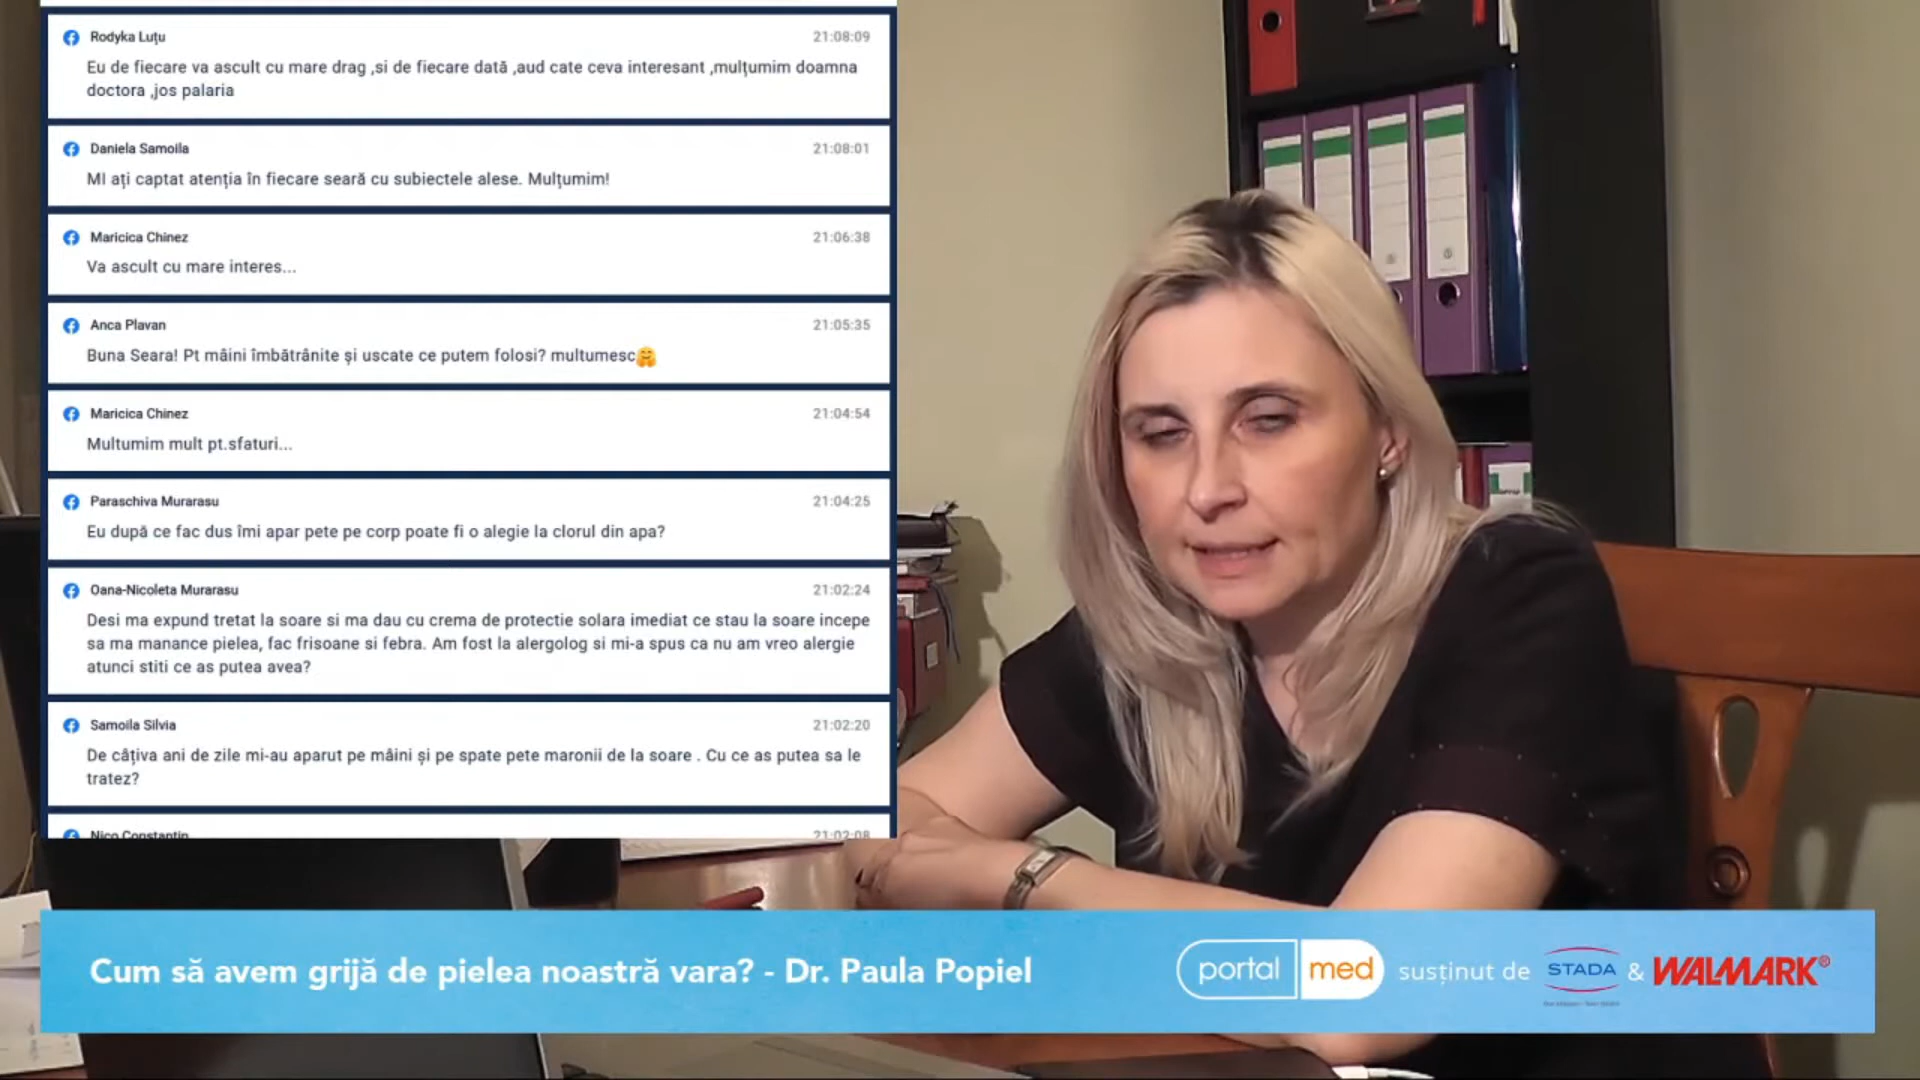 Rodyka Luțu
21:08:09
Eu de fiecare va ascult cu mare drag ,si de fiecare dată ,aud cate ceva interesant ,mulțumim doamna
doctora ,jos palaria
Daniela Samoila
21:08:01
MI ați captat atenția în fiecare seară cu subiectele alese. Mulțumim!
Maricica Chinez
21:06:38
Va ascult cu mare interes...
Anca Plavan
21:05:35
Buna Seara! Pt mâini îmbătrânite și uscate ce putem folosi? multumesc🤗
Maricica Chinez
21:04:54
Multumim mult pt.sfaturi...
Paraschiva Murarasu
21:04:25
Eu după ce fac dus îmi apar pete pe corp poate fi o alegie la clorul din apa?
Oana-Nicoleta Murarasu
21:02:24
Desi ma expund tretat la soare si ma dau cu crema de protectie solara imediat ce stau la soare incepe
sa ma manance pielea, fac frisoane si febra. Am fost la alergolog si mi-a spus ca nu am vreo alergie
atunci stiti ce as putea avea?
Samoila Silvia
21:02:20
De câțiva ani de zile mi-au aparut pe mâini și pe spate pete maronii de la soare . Cu ce as putea sa le
tratez?
Nico Constantin
21:02:08
Cum să avem grijă de pielea noastră vara? - Dr. Paula Popiel
portal med susținut de STADA & WALMARK®